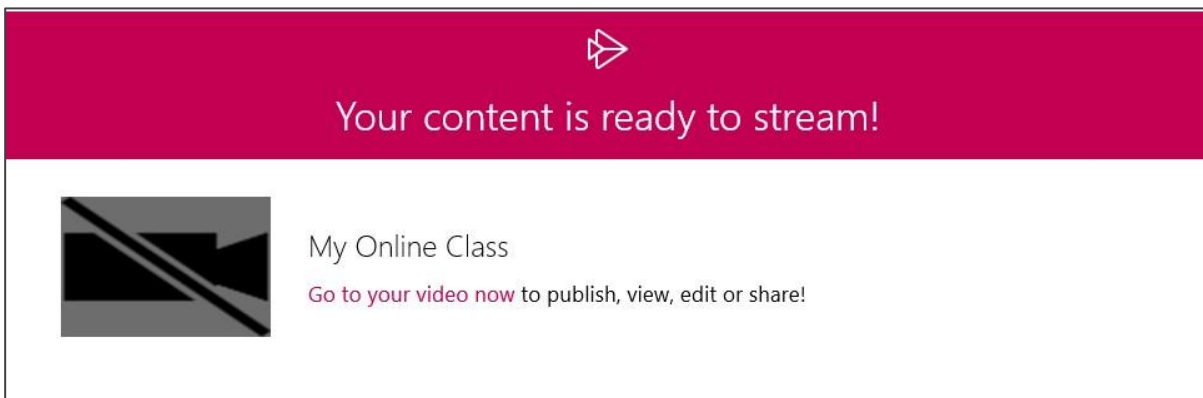 Your content is ready to stream!
My Online Class
Go to your video now to publish, view, edit or share!